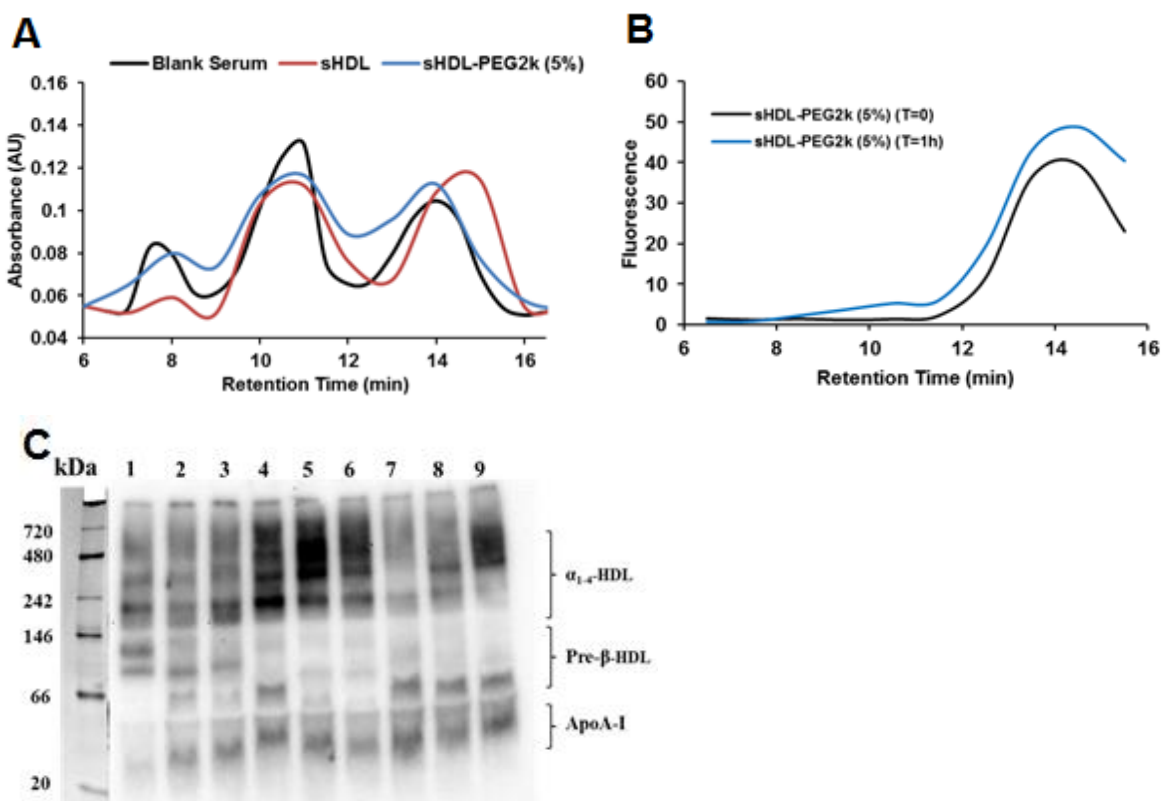 A
Blank Serum sHDL sHDL-PEG2k (5%)
0.16
0.14
0.12
0.1
0.08
0.06
0.04
Absorbance (AU)
6 8 10 12 14 16
Retention Time (min)
B
60
50
40
30
20
10
0
Fluorescence
sHDL-PEG2k (5%) (T=0)
sHDL-PEG2k (5%) (T=1h)
6 8 10 12 14 16
Retention Time (min)
C
kDa 1 2 3 4 5 6 7 8 9
720
480
242
146
66
20
α₁₋₄-HDL
Pre-β-HDL
ApoA-I